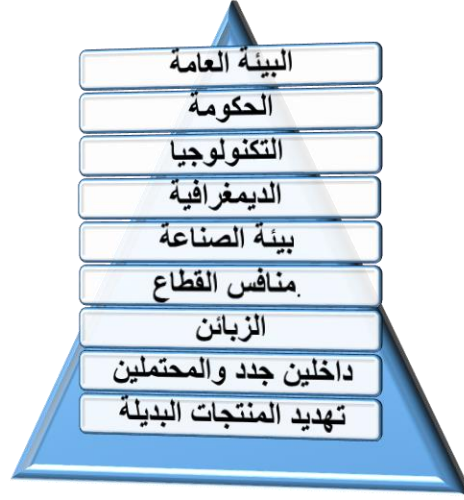 البيئة العامة
الحكومة
التكنولوجيا
الديمغرافية
بيئة الصناعة
منافس القطاع.
الزبائن
داخلين جدد والمحتملين
تهديد المنتجات البديلة